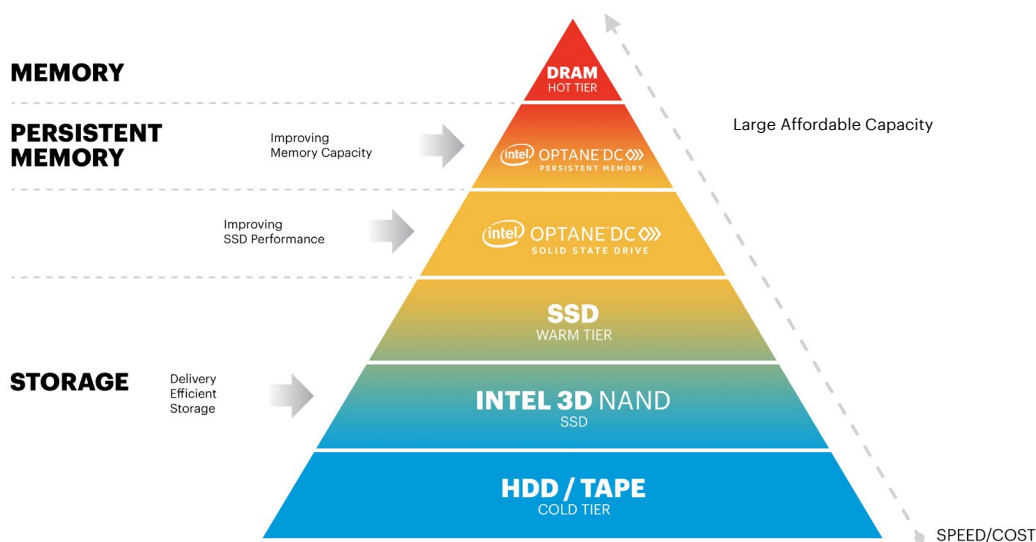 MEMORY
DRAM
HOT TIER
Large Affordable Capacity
PERSISTENT
MEMORY
Improving
Memory Capacity
intel OPTANE™ DC
PERSISTENT MEMORY
Improving
SSD Performance
intel OPTANE™ DC
SOLID STATE DRIVE
SSD
WARM TIER
STORAGE
Delivery
Efficient
Storage
INTEL 3D NAND
SSD
HDD / TAPE
COLD TIER
SPEED/COST